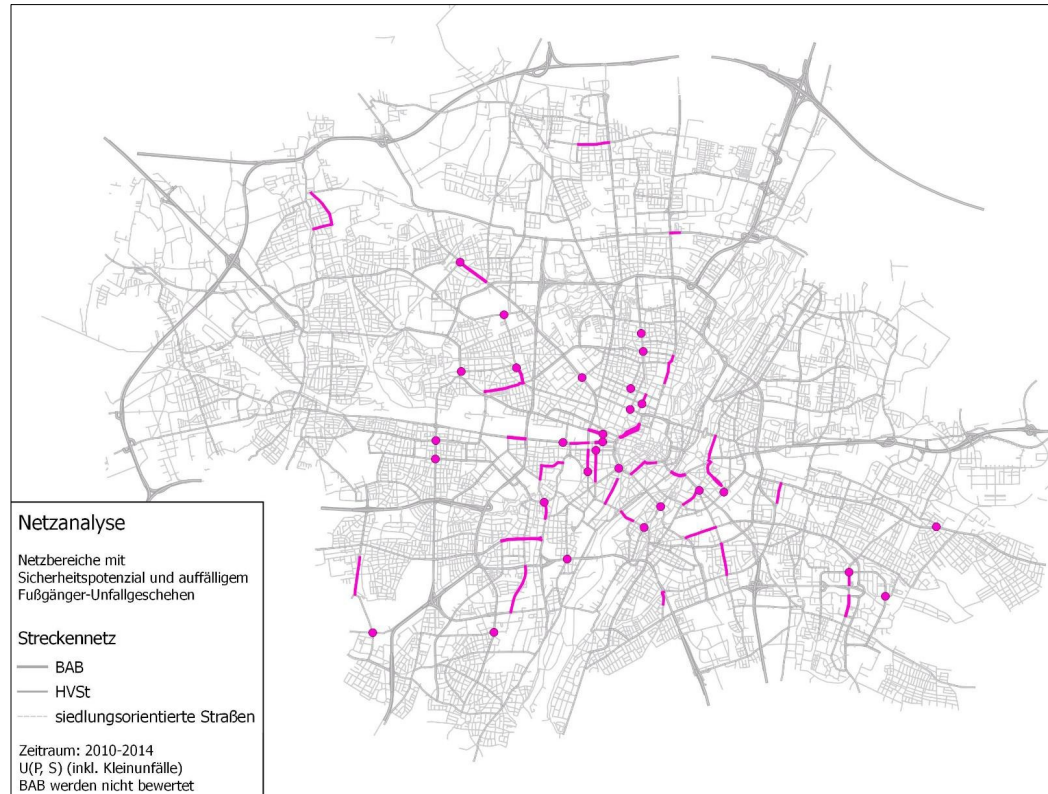 Netzanalyse
Netzbereiche mit
Sicherheitspotenzial und auffälligem
Fußgänger-Unfallgeschehen
Streckennetz
BAB
HVSt
siedlungsorientierte Straßen
Zeitraum: 2010-2014
U(P, S) (inkl. Kleinunfälle)
BAB werden nicht bewertet